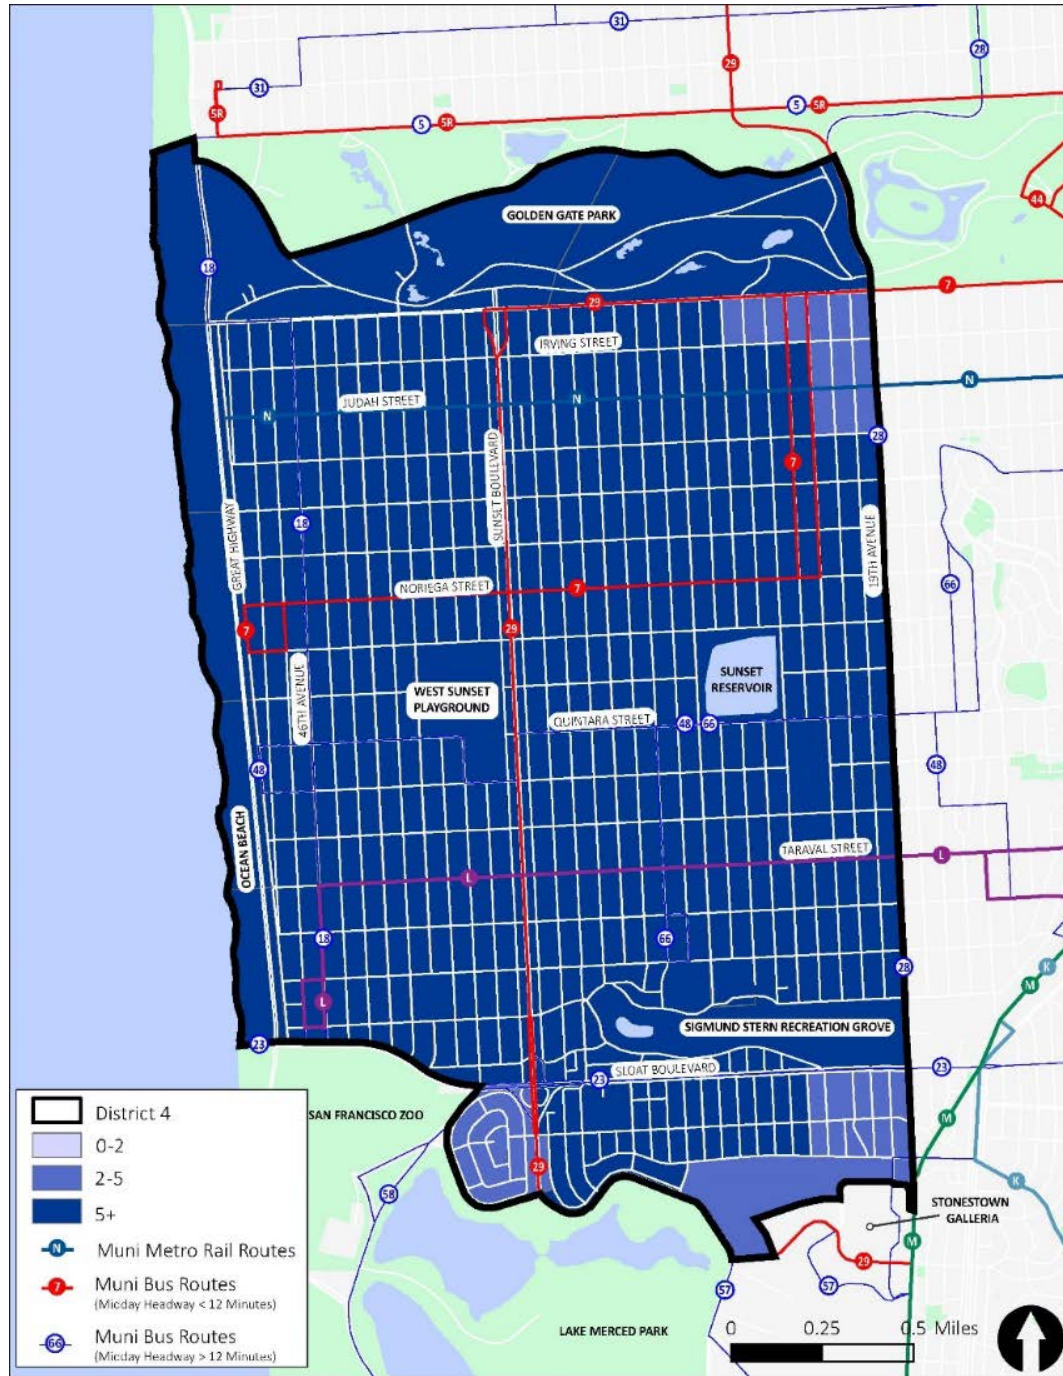 31
28
29
31
5R
5
5R
5
5R
44
GOLDEN GATE PARK
18
7
29
IRVING STREET
N
JUDAH STREET
N
N
28
SUNSET BOULEVARD
7
GREAT HIGHWAY
18
19TH AVENUE
NORIEGA STREET
7
66
7
29
46TH AVENUE
WEST SUNSET
PLAYGROUND
SUNSET
RESERVOIR
QUINTARA STREET
48
66
48
48
OCEAN BEACH
TARAVAL STREET
L
L
18
66
28
K
M
L
SIGMUND STERN RECREATION GROVE
23
SLOAT BOULEVARD
23
23
M
SAN FRANCISCO ZOO
29
K
58
STONESTOWN
GALLERIA
M
29
57
57
LAKE MERCED PARK
0 0.25 0.5 Miles
District 4
0-2
2-5
5+
N Muni Metro Rail Routes
7 Muni Bus Routes
(Micday Headway < 12 Minutes)
66 Muni Bus Routes
(Micday Headway > 12 Minutes)